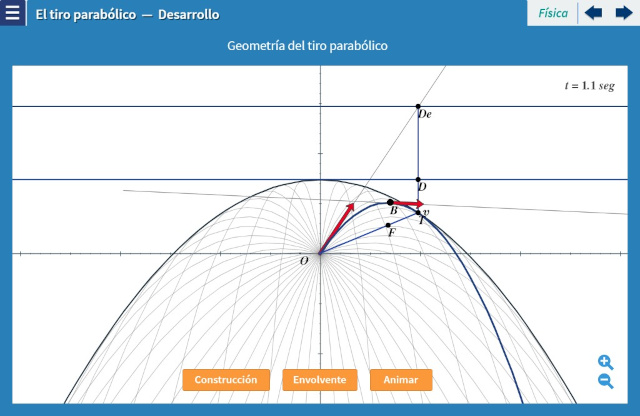 El tiro parabólico — Desarrollo
Física
Geometría del tiro parabólico
t = 1.1 seg
De
D
B
v
T
F
O
Construcción
Envolvente
Animar